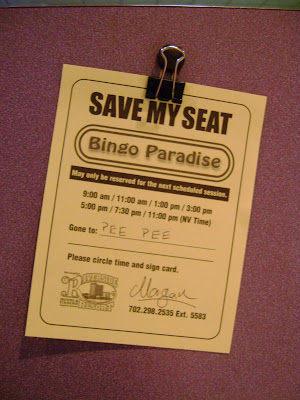 SAVE MY SEAT
Bingo Paradise
May only be reserved for the next scheduled session.
9:00 am / 11:00 am / 1:00 pm / 3:00 pm
5:00 pm / 7:30 pm / 11:00 pm (NV Time)
Gone to: PEE PEE
Please circle time and sign card.
Riverside
RESORT
Morgan
702.298.2535 Ext. 5583